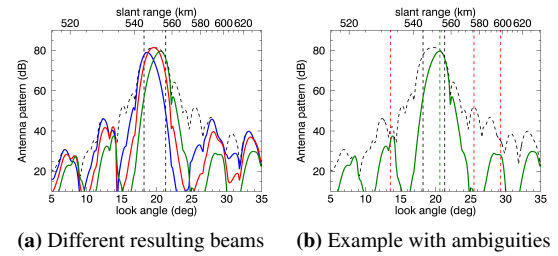 slant range (km)
520 540 560 580 600 620
Antenna pattern (dB)
80
60
40
20
5 10 15 20 25 30 35
look angle (deg)
(a) Different resulting beams
slant range (km)
520 540 560 580 600 620
Antenna pattern (dB)
80
60
40
20
5 10 15 20 25 30 35
look angle (deg)
(b) Example with ambiguities